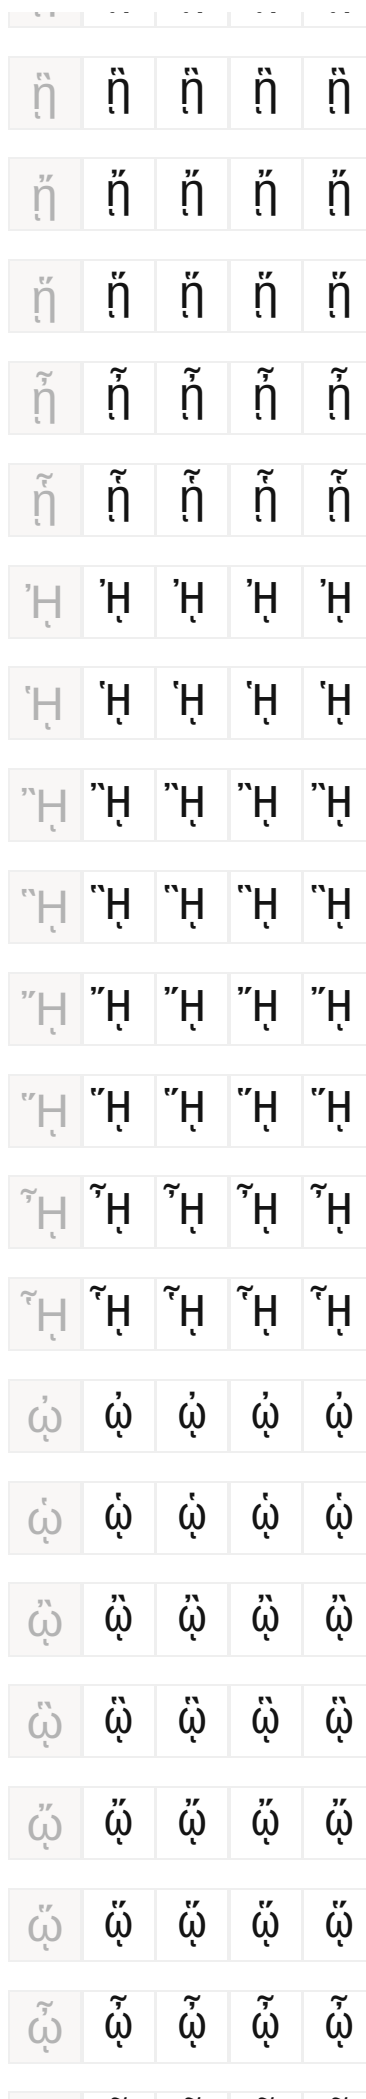 ᾓ ᾓ ᾓ ᾓ ᾓ
ᾔ ᾔ ᾔ ᾔ ᾔ
ᾕ ᾕ ᾕ ᾕ ᾕ
ᾖ ᾖ ᾖ ᾖ ᾖ
ᾗ ᾗ ᾗ ᾗ ᾗ
ᾘ ᾘ ᾘ ᾘ ᾘ
ᾙ ᾙ ᾙ ᾙ ᾙ
ᾚ ᾚ ᾚ ᾚ ᾚ
ᾛ ᾛ ᾛ ᾛ ᾛ
ᾜ ᾜ ᾜ ᾜ ᾜ
ᾝ ᾝ ᾝ ᾝ ᾝ
ᾞ ᾞ ᾞ ᾞ ᾞ
ᾟ ᾟ ᾟ ᾟ ᾟ
ᾠ ᾠ ᾠ ᾠ ᾠ
ᾡ ᾡ ᾡ ᾡ ᾡ
ᾢ ᾢ ᾢ ᾢ ᾢ
ᾣ ᾣ ᾣ ᾣ ᾣ
ᾤ ᾤ ᾤ ᾤ ᾤ
ᾥ ᾥ ᾥ ᾥ ᾥ
ᾦ ᾦ ᾦ ᾦ ᾦ